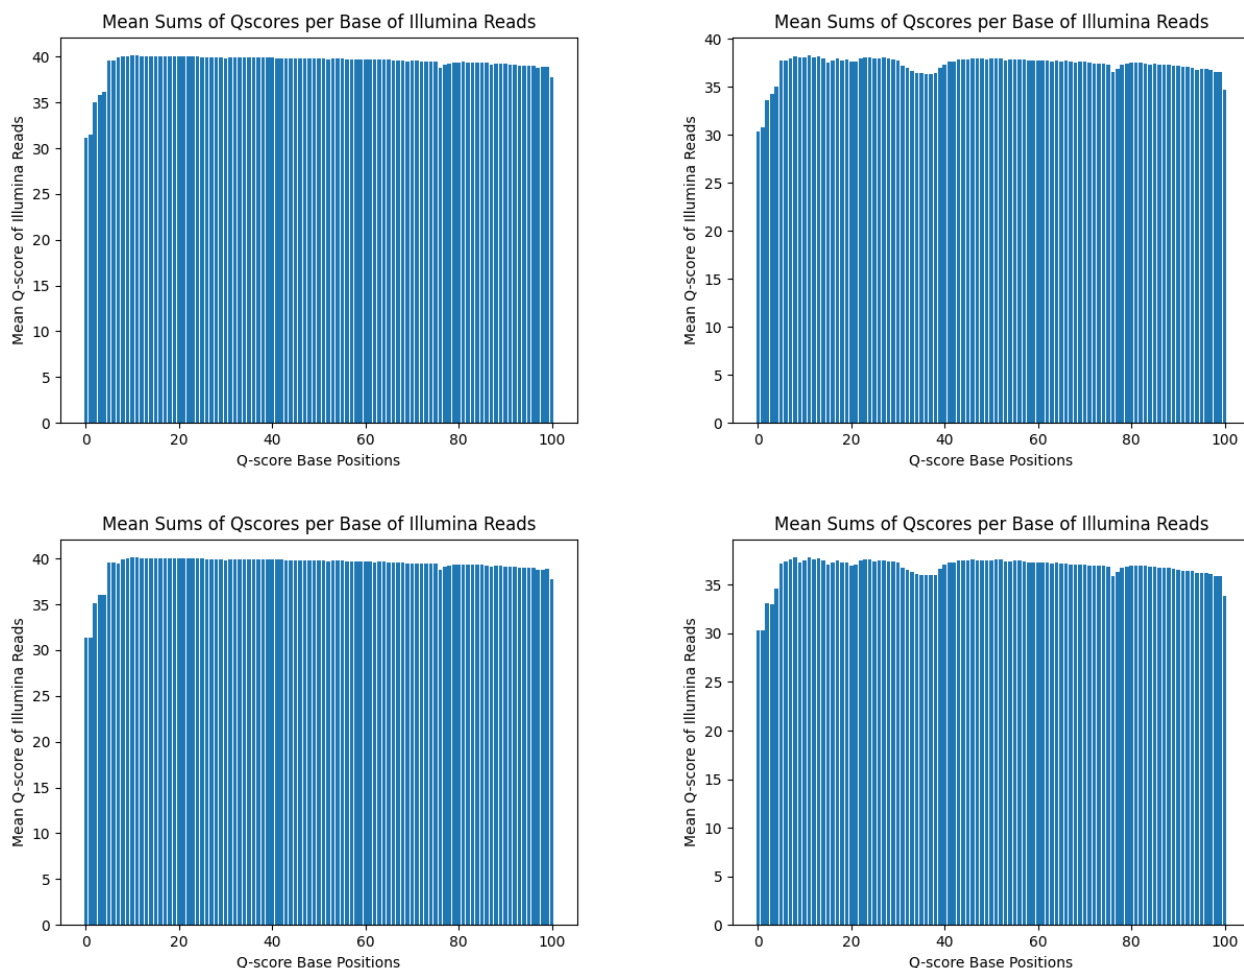 Mean Sums of Qscores per Base of Illumina Reads
Mean Q-score of Illumina Reads
40
35
30
25
20
15
10
5
0
0 20 40 60 80 100
Q-score Base Positions
Mean Sums of Qscores per Base of Illumina Reads
Mean Q-score of Illumina Reads
40
35
30
25
20
15
10
5
0
0 20 40 60 80 100
Q-score Base Positions
Mean Sums of Qscores per Base of Illumina Reads
Mean Q-score of Illumina Reads
40
35
30
25
20
15
10
5
0
0 20 40 60 80 100
Q-score Base Positions
Mean Sums of Qscores per Base of Illumina Reads
Mean Q-score of Illumina Reads
35
30
25
20
15
10
5
0
0 20 40 60 80 100
Q-score Base Positions